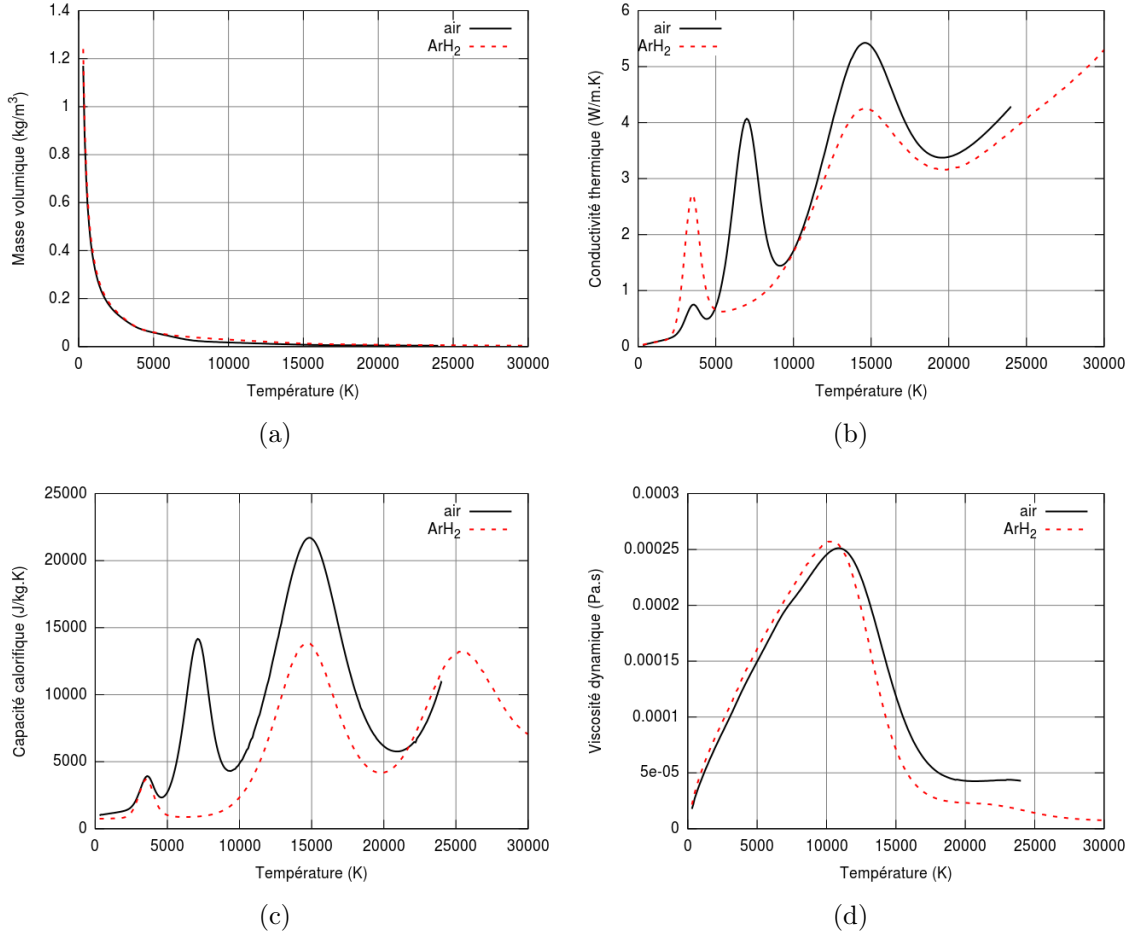 1.4
1.2
1
0.8
0.6
0.4
0.2
0
0 5000 10000 15000 20000 25000 30000
Masse volumique (kg/m³)
Température (K)
air
ArH₂
(a)
6
5
4
3
2
1
0
0 5000 10000 15000 20000 25000 30000
Conductivité thermique (W/m.K)
Température (K)
air
ArH₂
(b)
25000
20000
15000
10000
5000
0
0 5000 10000 15000 20000 25000 30000
Capacité calorifique (J/kg.K)
Température (K)
air
ArH₂
(c)
0.0003
0.00025
0.0002
0.00015
0.0001
5e-05
0
0 5000 10000 15000 20000 25000 30000
Viscosité dynamique (Pa.s)
Température (K)
air
ArH₂
(d)